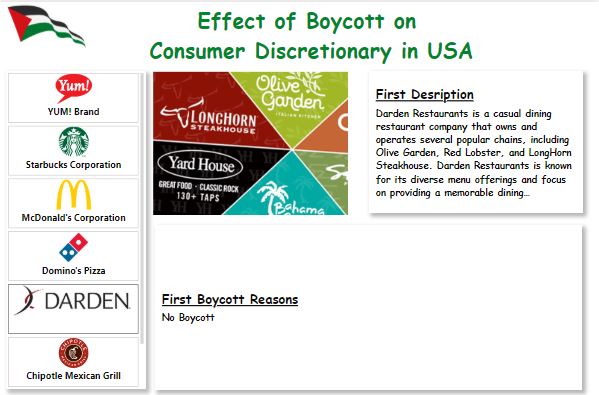 Effect of Boycott on
Consumer Discretionary in USA
Yum!
YUM! Brand
Starbucks Corporation
McDonald's Corporation
Domino's Pizza
DARDEN
CHIPOTLE
Chipotle Mexican Grill
Olive
Garden
ITALIAN KITCHEN
LONGHORN
STEAKHOUSE
Yard House
GREAT FOOD · CLASSIC ROCK
130+ TAPS
Bahama
First Desription
Darden Restaurants is a casual dining
restaurant company that owns and
operates several popular chains, including
Olive Garden, Red Lobster, and LongHorn
Steakhouse. Darden Restaurants is known
for its diverse menu offerings and focus
on providing a memorable dining...
First Boycott Reasons
No Boycott